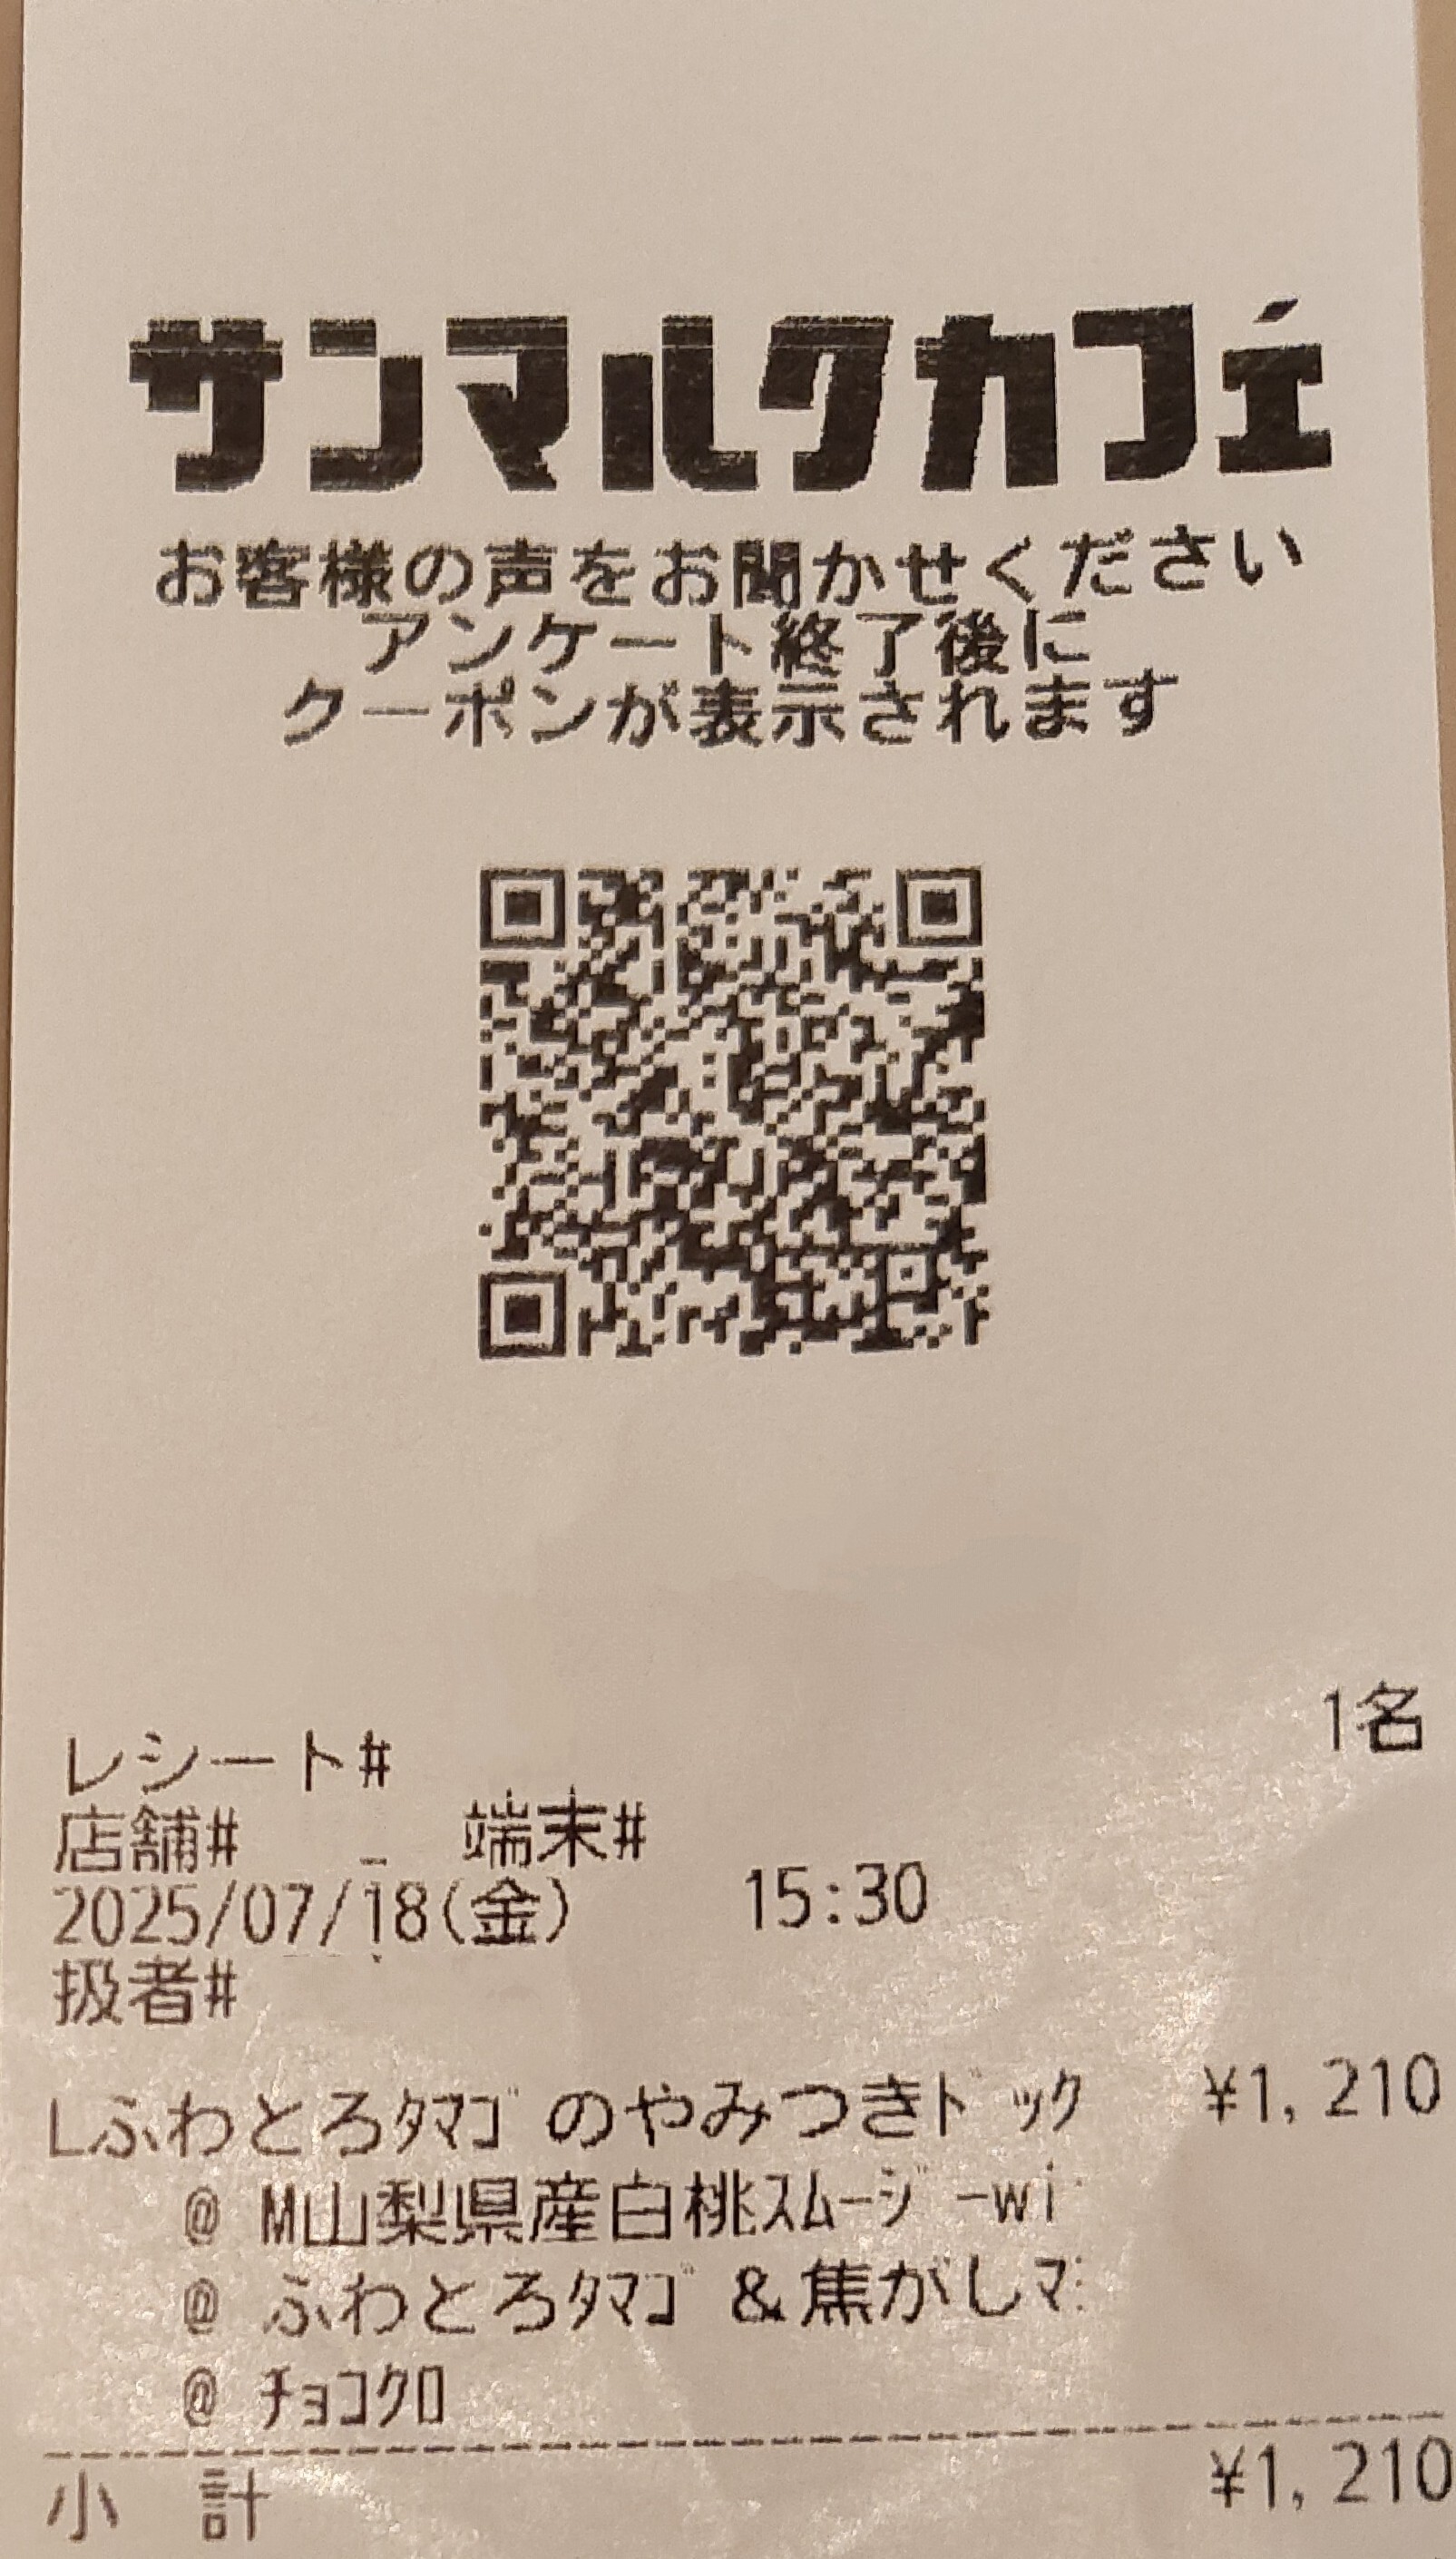 サンマルクカフェ
お客様の声をお聞かせください
アンケート終了後に
クーポンが表示されます
1名
レシート#
店舗# - 端末#
2025/07/18(金) 15:30
扱者#
Lふわとろﾀﾏｺﾞのやみつきﾄﾞｯｸ ¥1,210
@ M山梨県産白桃ｽﾑｰｼﾞｰwi
@ ふわとろﾀﾏｺﾞ&焦がしﾏ
@ ﾁｮｺｸﾛ
小 計 ¥1,210